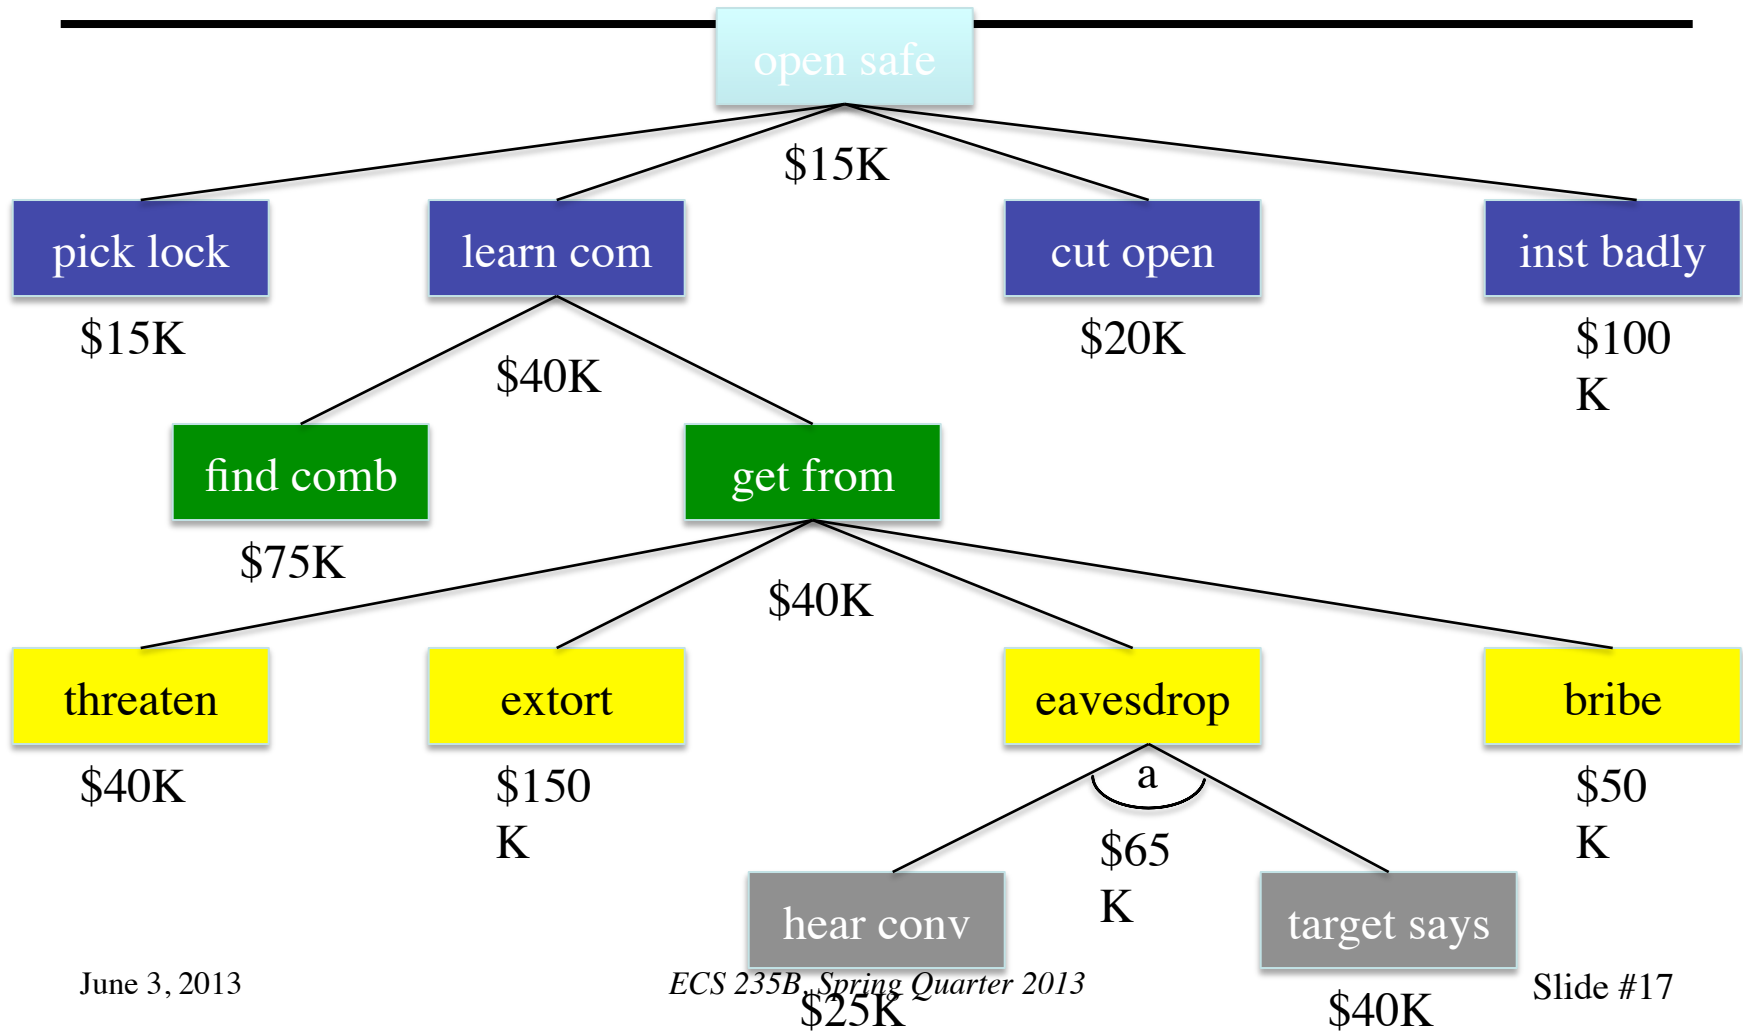 open safe
$15K
pick lock
learn com
cut open
inst badly
$15K
$40K
$20K
$100
K
find comb
get from
$75K
$40K
threaten
extort
eavesdrop
bribe
$40K
$150
K
a
$65
K
$50
K
hear conv
target says
$25K
$40K
June 3, 2013
ECS 235B, Spring Quarter 2013
Slide #17